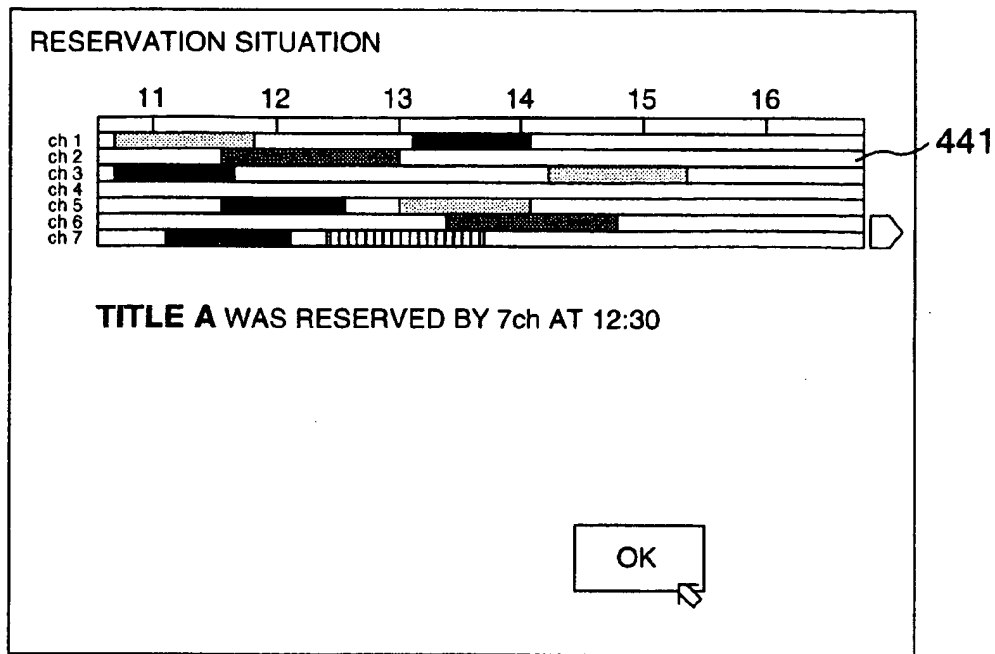 RESERVATION SITUATION
11 12 13 14 15 16
ch 1
ch 2
441
ch 3
ch 4
ch 5
ch 6
ch 7
TITLE A WAS RESERVED BY 7ch AT 12:30
OK